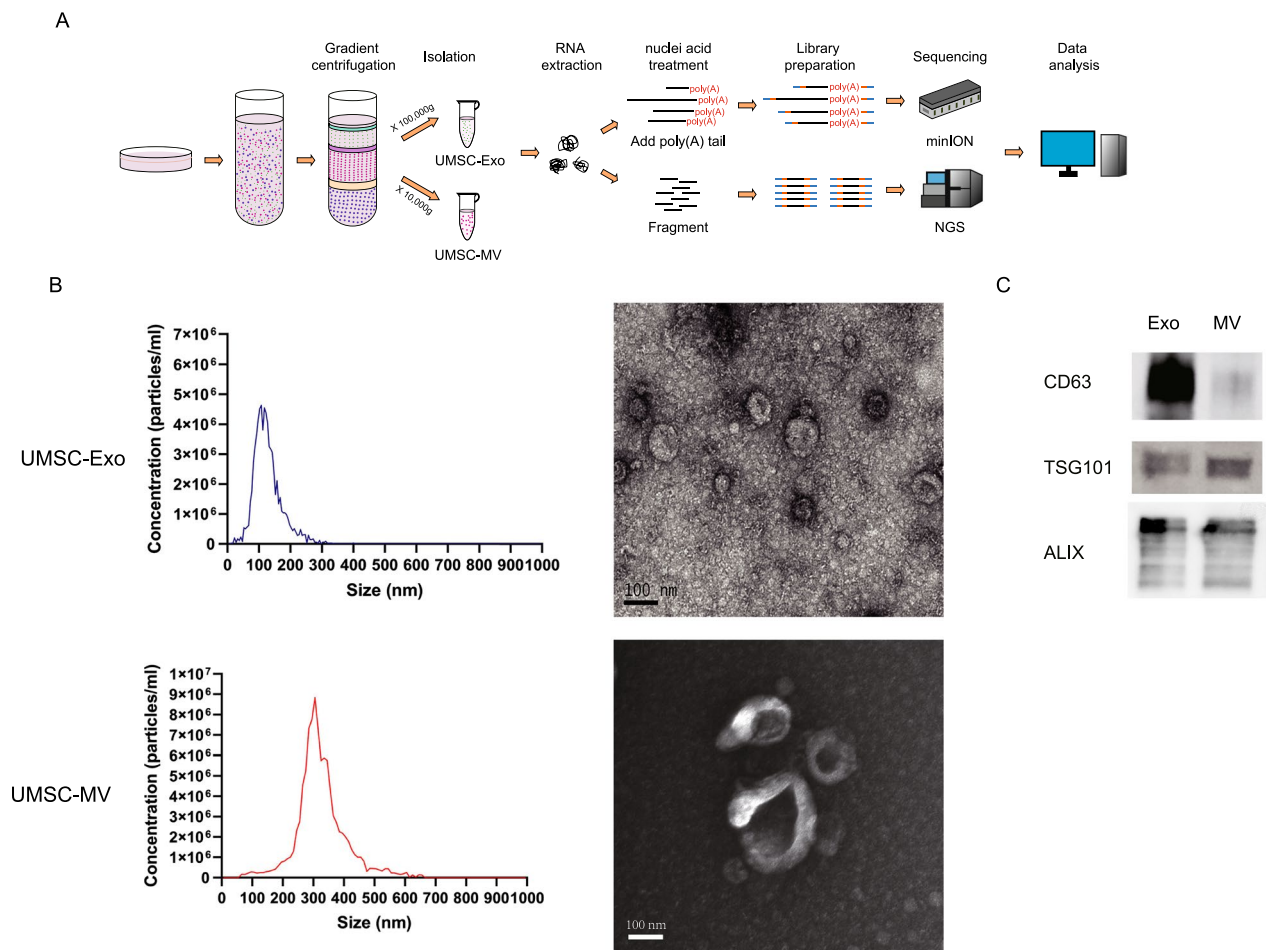 A
Gradient
centrifugation
Isolation
RNA
extraction
nuclei acid
treatment
Library
preparation
Sequencing
Data
analysis
X 100,000g
UMSC-Exo
X 10,000g
UMSC-MV
poly(A)
poly(A)
poly(A)
poly(A)
Add poly(A) tail
Fragment
poly(A)
poly(A)
poly(A)
poly(A)
minION
NGS
B
UMSC-Exo
Concentration (particles/ml)
7×10⁶
6×10⁶
5×10⁶
4×10⁶
3×10⁶
2×10⁶
1×10⁶
0
0 100 200 300 400 500 600 700 800 900 1000
Size (nm)
100 nm
UMSC-MV
Concentration (particles/ml)
1×10⁷
9×10⁶
8×10⁶
7×10⁶
6×10⁶
5×10⁶
4×10⁶
3×10⁶
2×10⁶
1×10⁶
0
0 100 200 300 400 500 600 700 800 900 1000
Size (nm)
100 nm
C
Exo MV
CD63
TSG101
ALIX